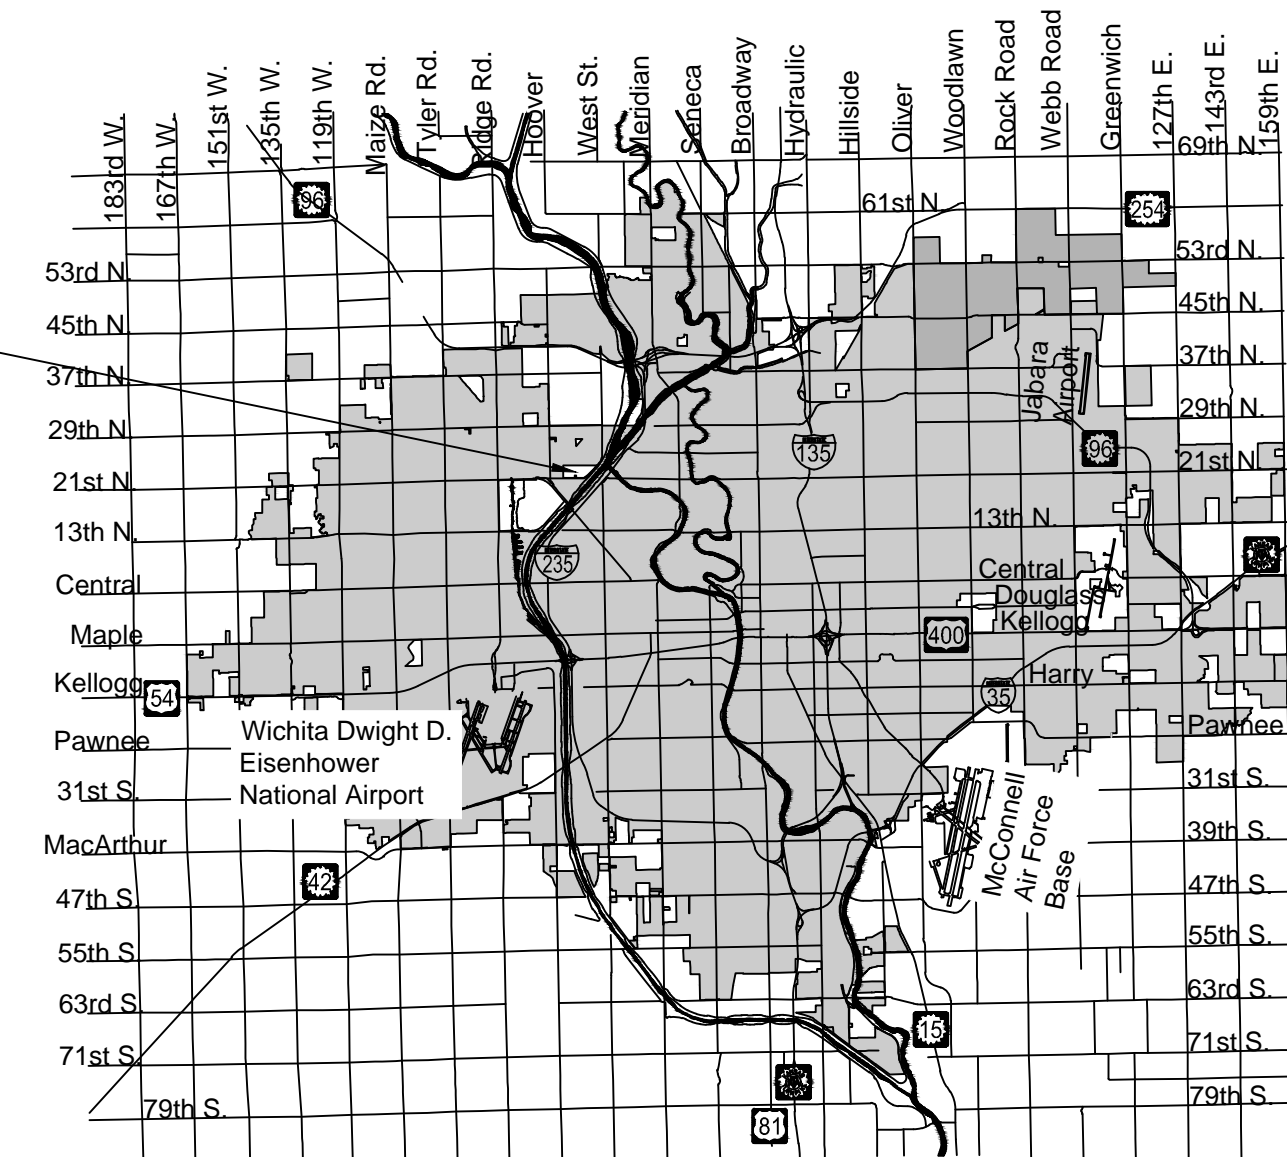 183rd W.
167th W.
151st W.
135th W.
119th W.
Maize Rd.
Tyler Rd.
Ridge Rd.
Hoover
West St.
Meridian
Seneca
Broadway
Hydraulic
Hillside
Oliver
Woodlawn
Rock Road
Webb Road
Greenwich
127th E.
143rd E.
159th E.
69th N.
96
61st N.
254
53rd N.
53rd N.
45th N.
45th N.
37th N.
37th N.
Jabara
Airport
29th N.
29th N.
135
96
21st N.
21st N.
13th N.
13th N.
235
Central
Central
Douglass
Kellogg
Maple
400
Kellogg
54
Harry
35
Wichita Dwight D.
Eisenhower
National Airport
Pawnee
Pawnee
31st S.
31st S.
McConnell
Air Force
Base
MacArthur
39th S.
42
47th S.
47th S.
55th S.
55th S.
63rd S.
63rd S.
15
71st S.
71st S.
79th S.
79th S.
81